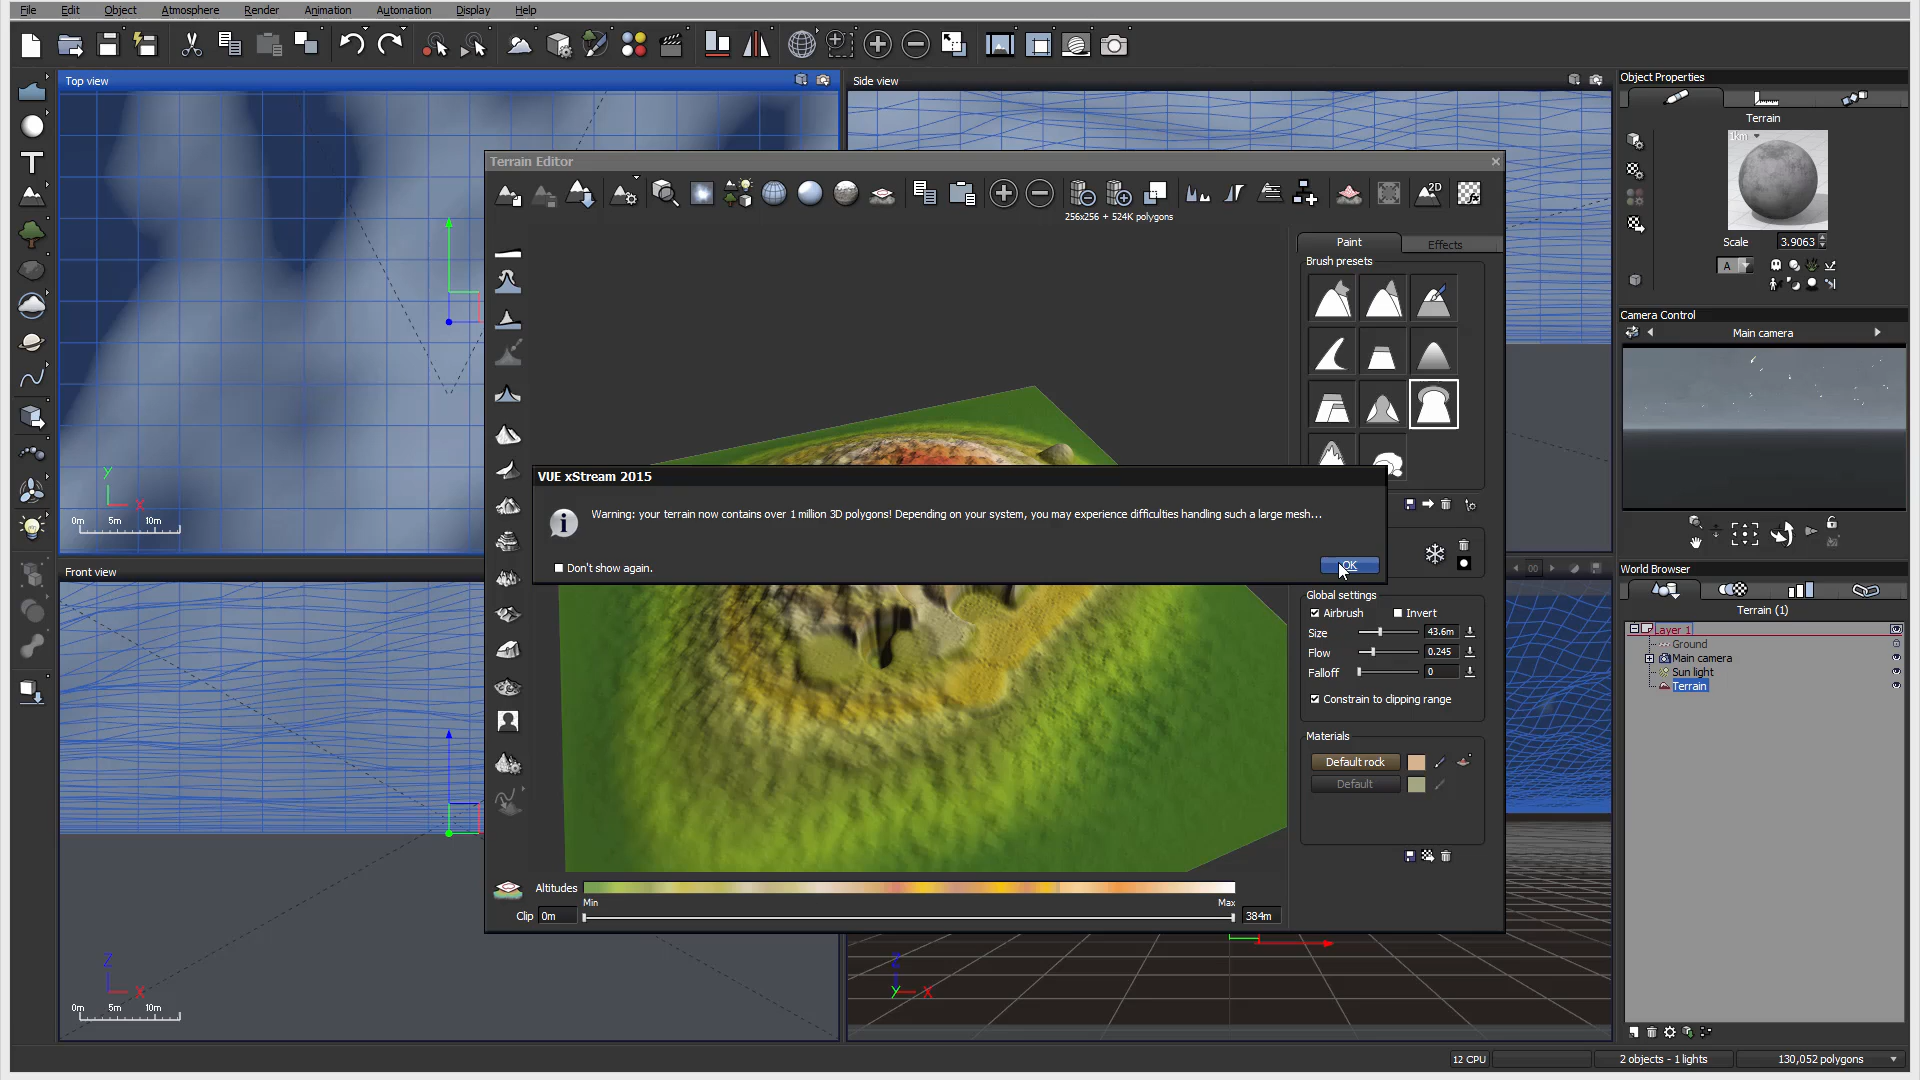 File Edit Object Atmosphere Render Animation Automation Display Help
Top view
Side view
Object Properties
Terrain
1km
Scale 3.9063
A
Terrain Editor
2D
256x256 + 524K polygons
Paint Effects
Brush presets
Camera Control
Main camera
VUE xStream 2015
Warning: your terrain now contains over 1 million 3D polygons! Depending on your system, you may experience difficulties handling such a large mesh...
Don't show again.
OK
Y
X
0m 5m 10m
Front view
00
World Browser
Terrain (1)
Layer 1
Ground
Main camera
Sun light
Terrain
Global settings
Airbrush Invert
Size 43.6m
Flow 0.245
Falloff 0
Constrain to clipping range
Materials
Default rock
Default
Altitudes
Min Max
Clip 0m 384m
Z
X
0m 5m 10m
Z
Y X
12 CPU 2 objects - 1 lights 130,052 polygons